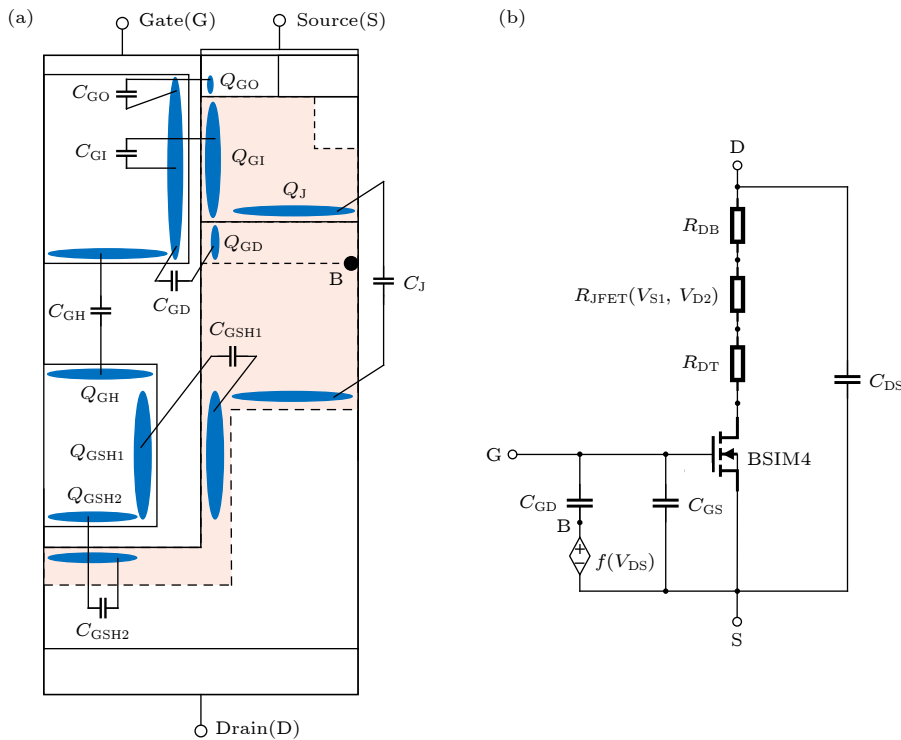 (a)
Gate(G)
Source(S)
C_GO
Q_GO
C_GI
Q_GI
Q_J
Q_GD
B
C_GD
C_J
C_GH
C_GSH1
Q_GH
Q_GSH1
Q_GSH2
C_GSH2
Drain(D)
(b)
D
R_DB
R_JFET(V_S1, V_D2)
R_DT
C_DS
G
BSIM4
C_GD
C_GS
B
+
−
f(V_DS)
S